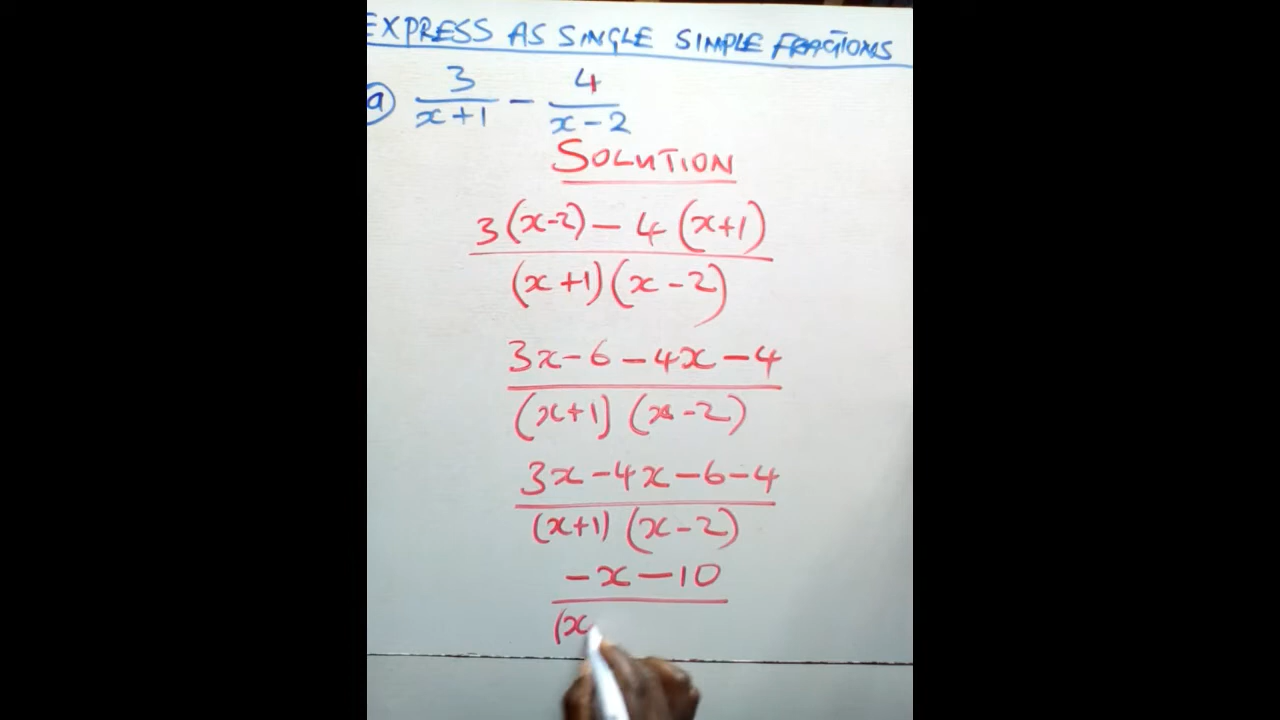 EXPRESS AS SINGLE SIMPLE FRACTIONS
a) 3/(x+1) - 4/(x-2)
SOLUTION
3(x-2) - 4(x+1)
(x+1)(x-2)
3x-6-4x-4
(x+1)(x-2)
3x-4x-6-4
(x+1)(x-2)
-x-10
(x